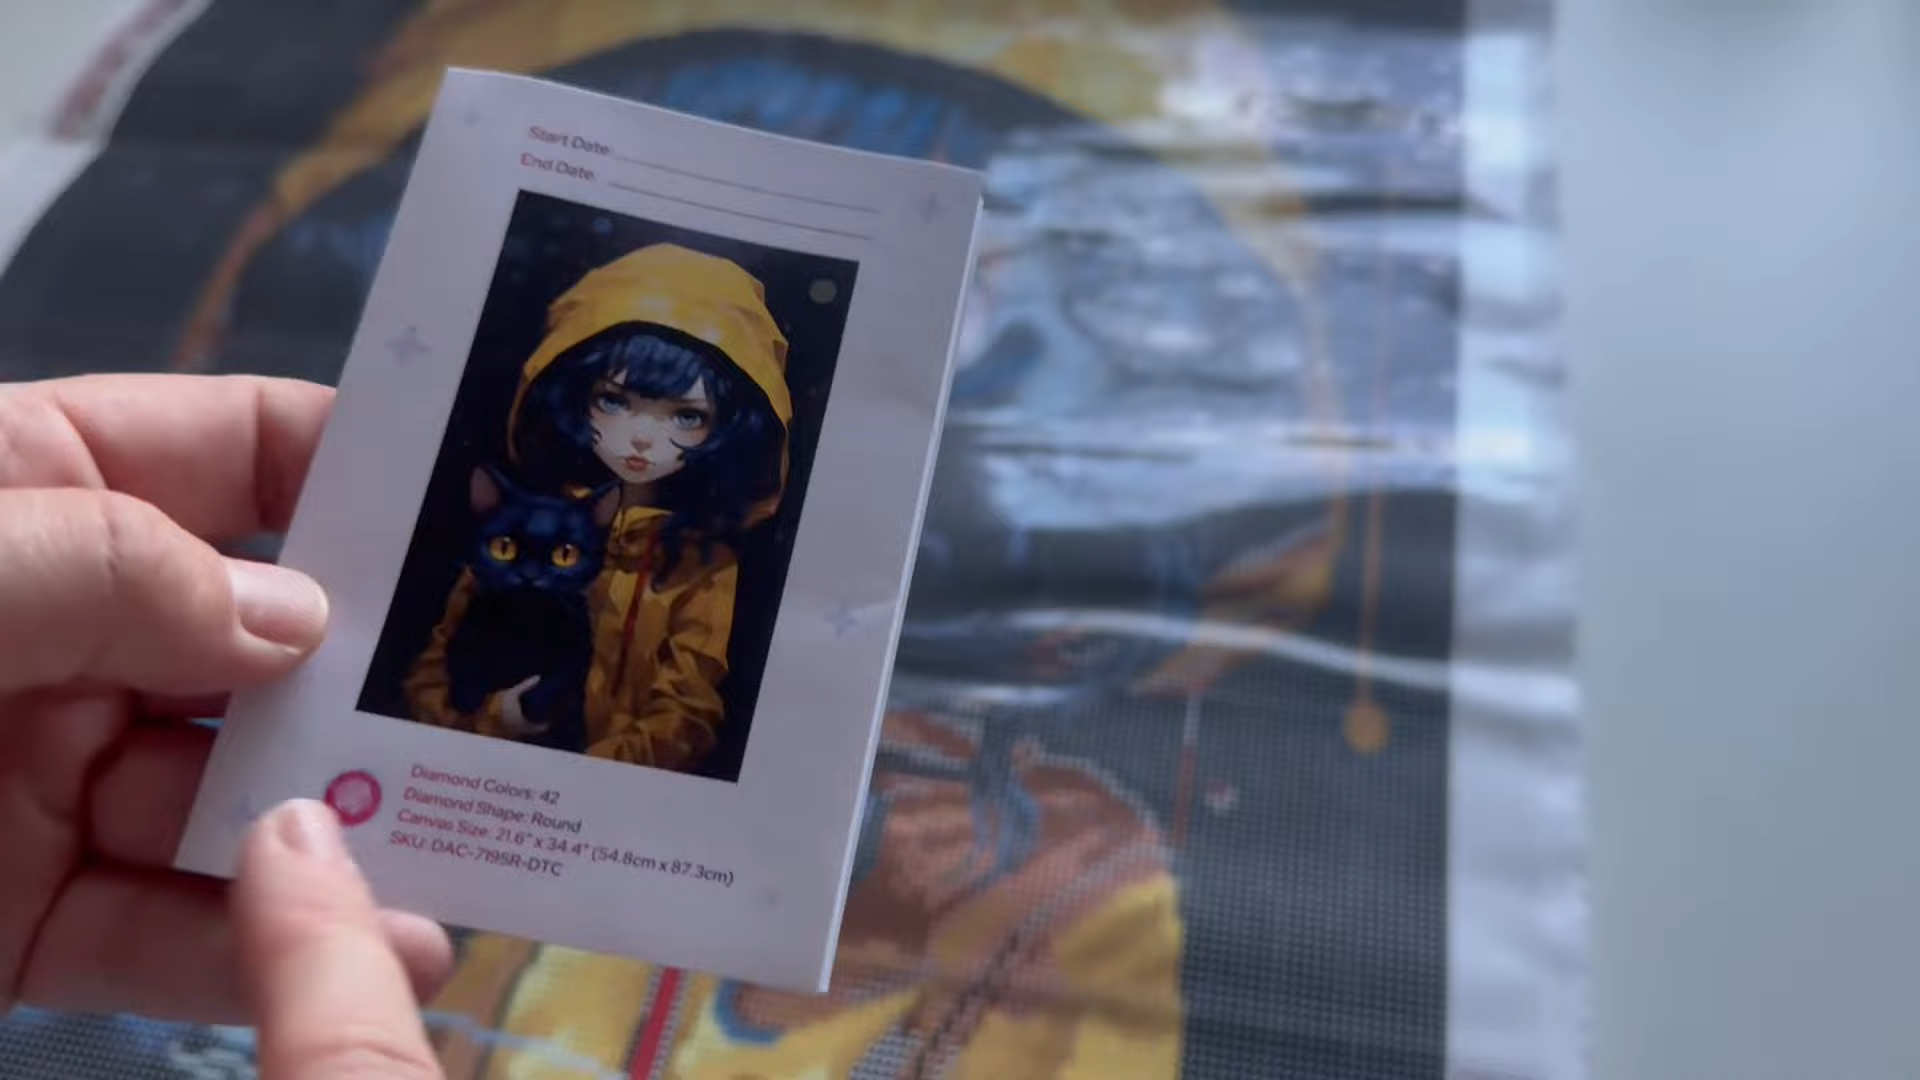 Start Date
End Date
Diamond Colors: 42
Diamond Shape: Round
Canvas Size: 21.6" x 34.4" (54.8cm x 87.3cm)
SKU: DAC-7195R-DTC